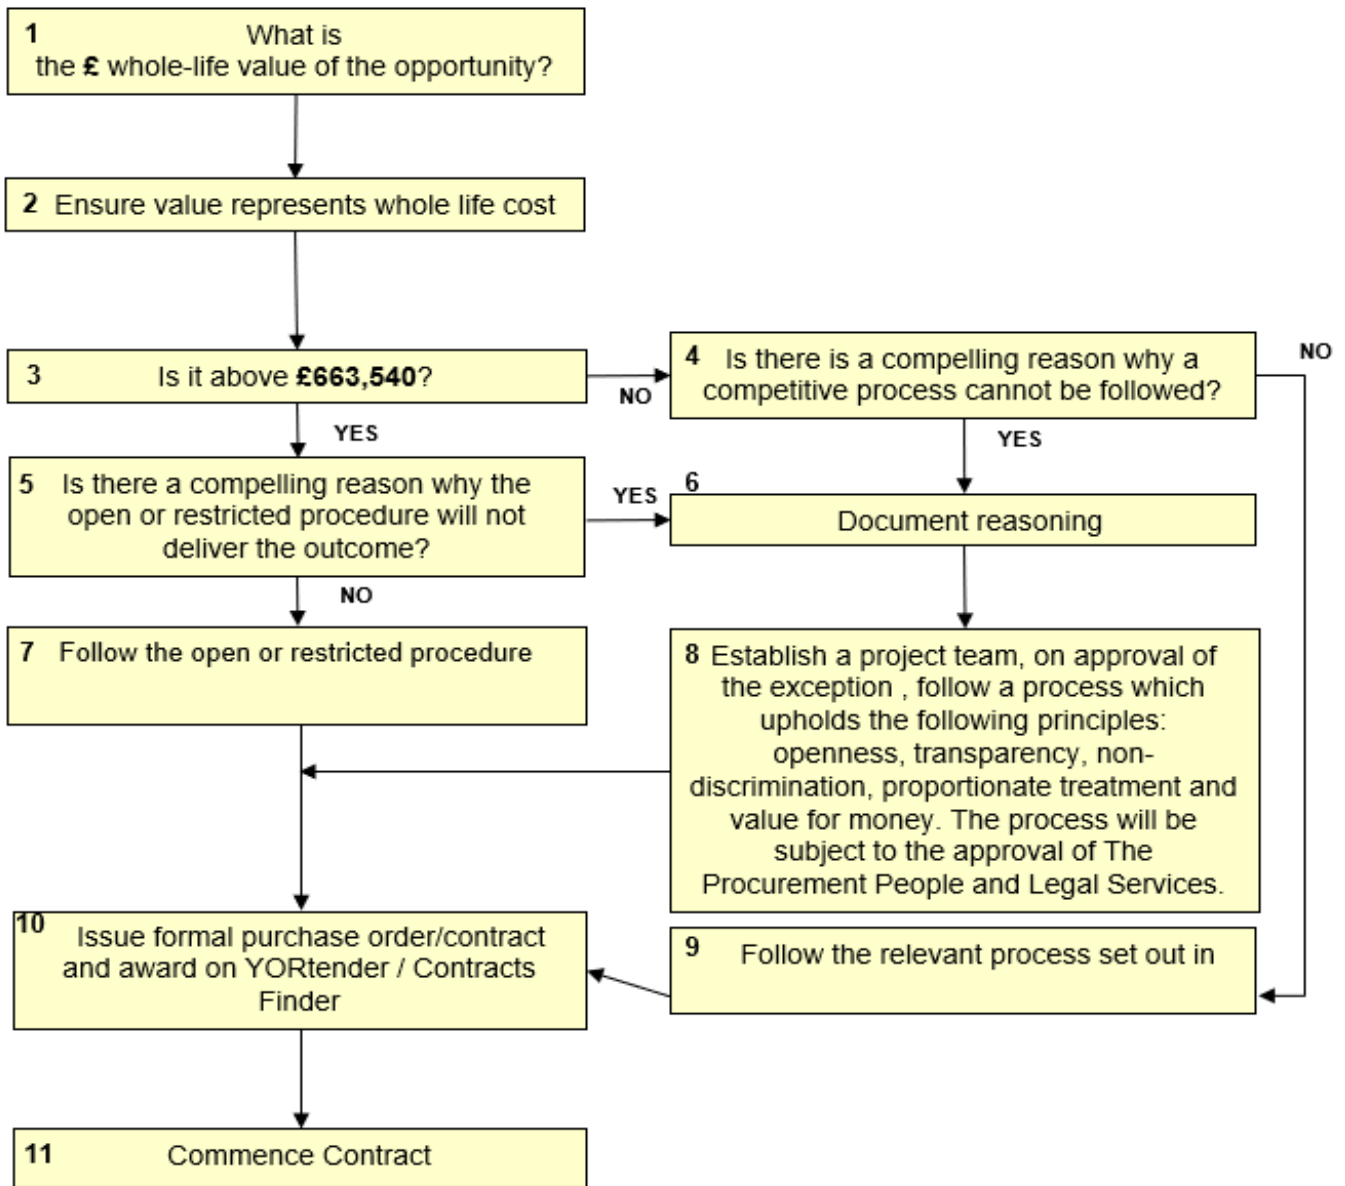 1 What is
the £ whole-life value of the opportunity?
2 Ensure value represents whole life cost
3 Is it above £663,540?
NO
YES
4 Is there is a compelling reason why a
competitive process cannot be followed?
NO
YES
5 Is there a compelling reason why the
open or restricted procedure will not
deliver the outcome?
YES
NO
6
Document reasoning
7 Follow the open or restricted procedure
8 Establish a project team, on approval of
the exception , follow a process which
upholds the following principles:
openness, transparency, non-
discrimination, proportionate treatment and
value for money. The process will be
subject to the approval of The
Procurement People and Legal Services.
9 Follow the relevant process set out in
10 Issue formal purchase order/contract
and award on YORtender / Contracts
Finder
11 Commence Contract